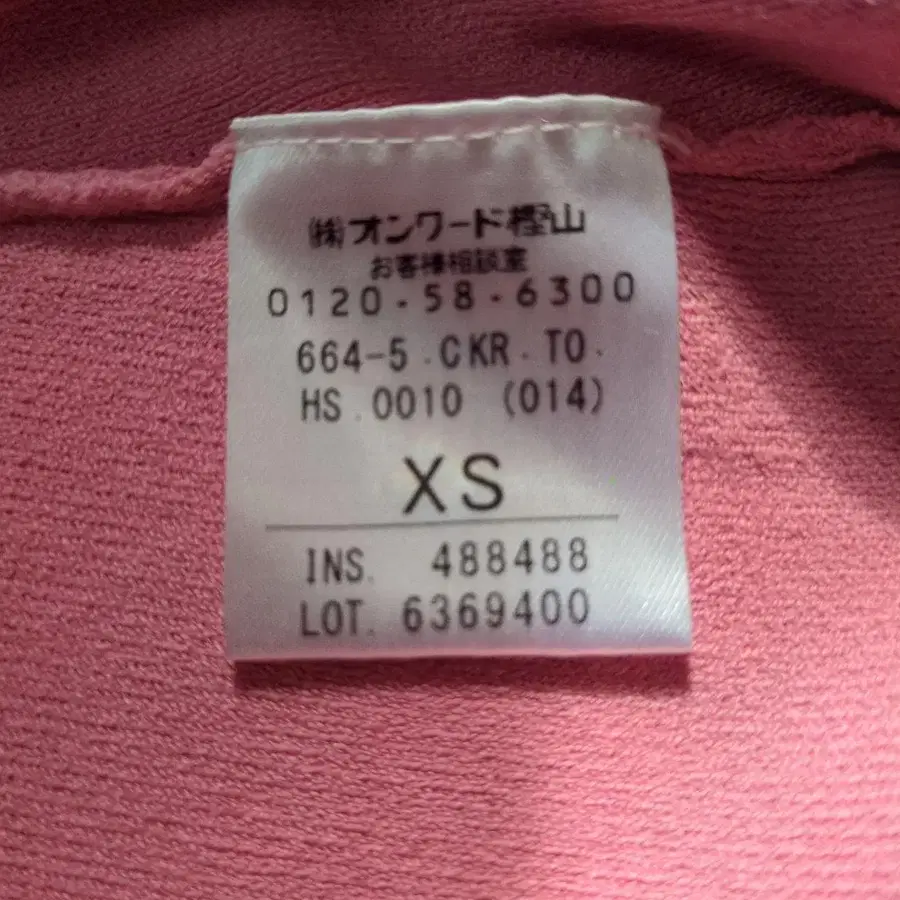 ㈱オンワード樫山
お客様相談室
0120-58-6300
664-5.CKR.TO.
HS.0010 (014)
XS
INS. 488488
LOT. 6369400